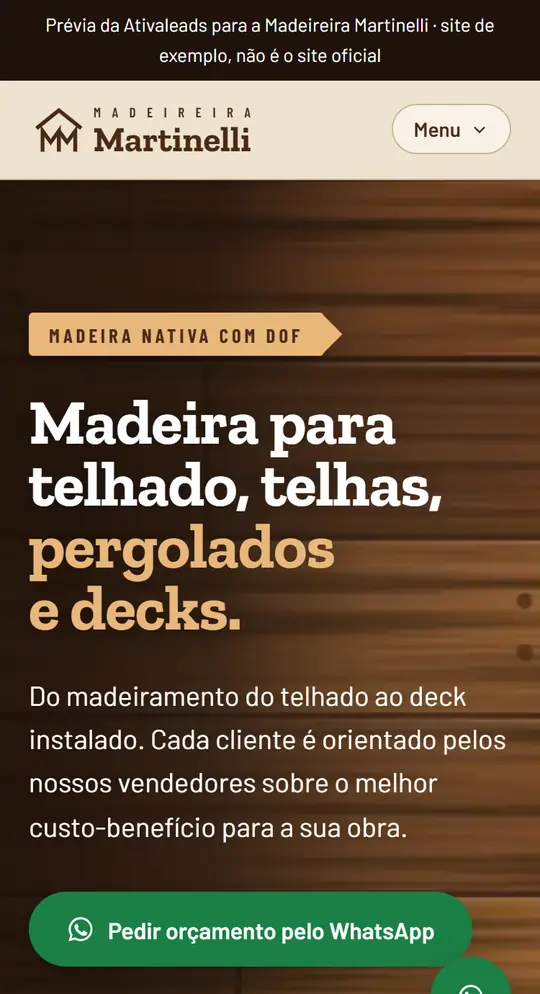 Prévia da Ativaleads para a Madeireira Martinelli · site de
exemplo, não é o site oficial
MADEIREIRA
Martinelli
Menu
MADEIRA NATIVA COM DOF
Madeira para
telhado, telhas,
pergolados
e decks.
Do madeiramento do telhado ao deck
instalado. Cada cliente é orientado pelos
nossos vendedores sobre o melhor
custo-benefício para a sua obra.
Pedir orçamento pelo WhatsApp